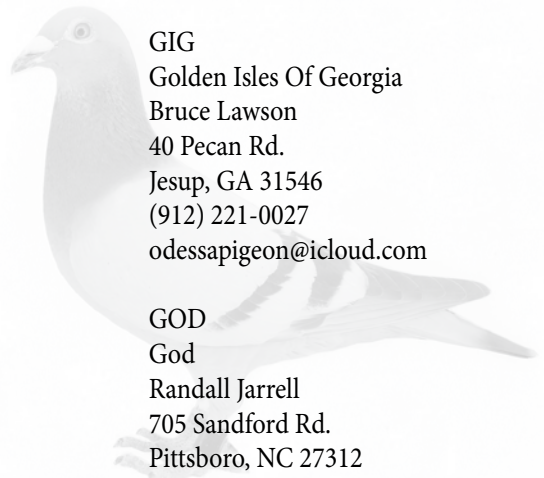 GIG
Golden Isles Of Georgia
Bruce Lawson
40 Pecan Rd.
Jesup, GA 31546
(912) 221-0027
odessapigeon@icloud.com
GOD
God
Randall Jarrell
705 Sandford Rd.
Pittsboro, NC 27312